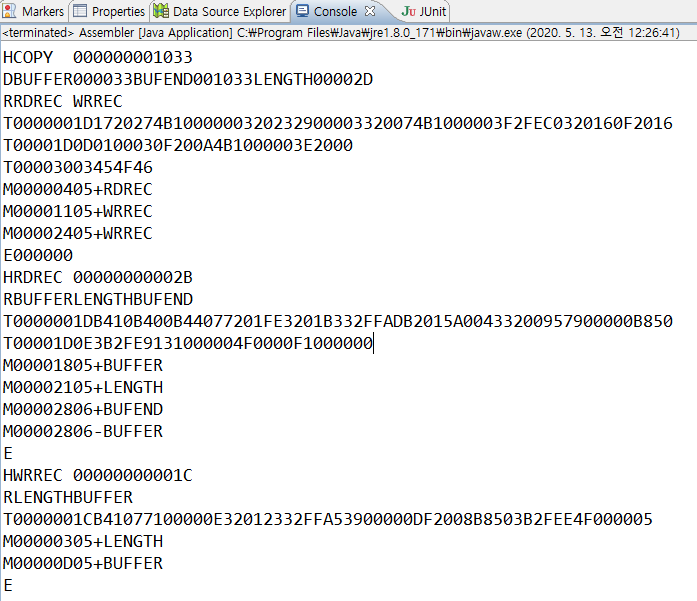 Markers Properties Data Source Explorer Console JUnit
<terminated> Assembler [Java Application] C:₩Program Files₩Java₩jre1.8.0_171₩bin₩javaw.exe (2020. 5. 13. 오전 12:26:41)
HCOPY  000000001033
DBUFFER000033BUFEND001033LENGTH00002D
RRDREC WRREC
T0000001D1720274B1000000320232900003320074B1000003F2FEC0320160F2016
T00001D0D0100030F200A4B1000003E2000
T00003003454F46
M00000405+RDREC
M00001105+WRREC
M00002405+WRREC
E000000
HRDREC 00000000002B
RBUFFERLENGTHBUFEND
T0000001DB410B400B44077201FE3201B332FFADB2015A00433200957900000B850
T00001D0E3B2FE9131000004F0000F1000000
M00001805+BUFFER
M00002105+LENGTH
M00002806+BUFEND
M00002806-BUFFER
E
HWRREC 00000000001C
RLENGTHBUFFER
T0000001CB41077100000E32012332FFA53900000DF2008B8503B2FEE4F000005
M00000305+LENGTH
M00000D05+BUFFER
E